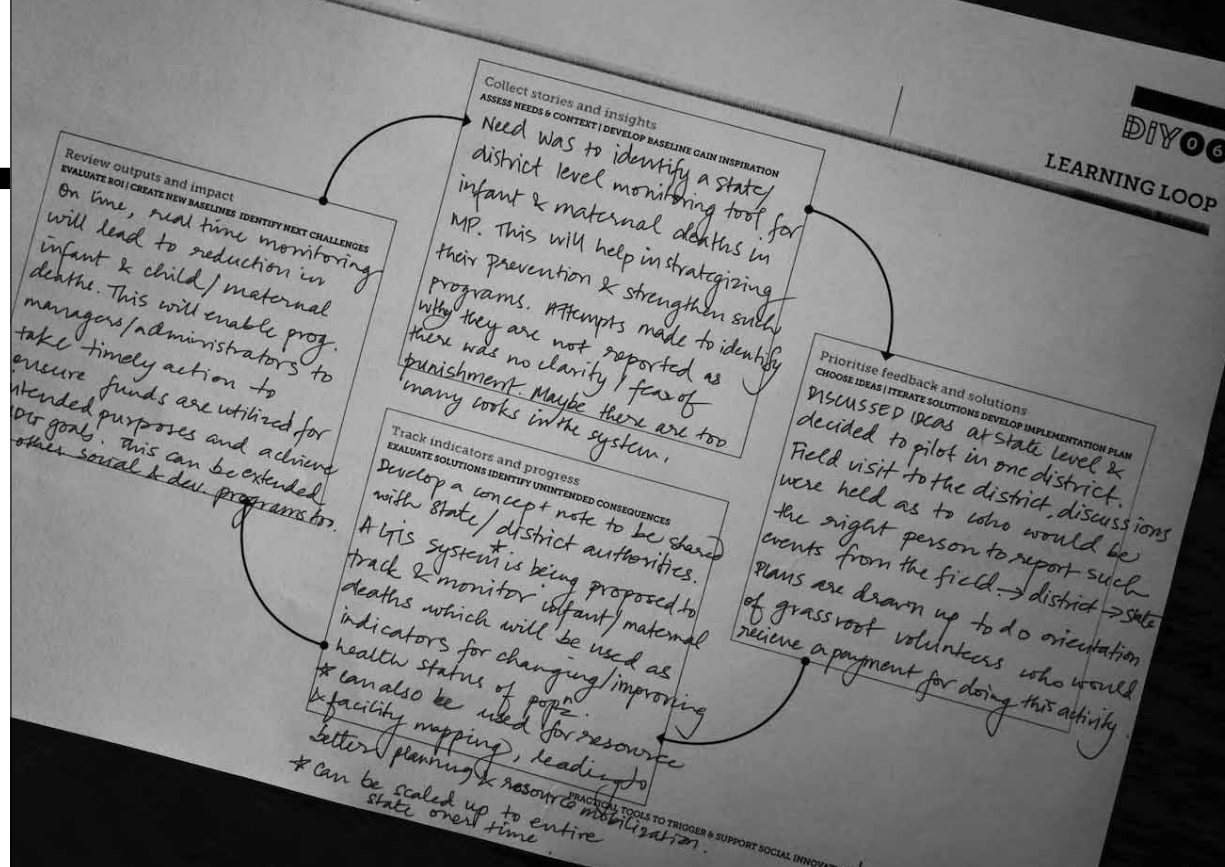 DIY06
LEARNING LOOP
Collect stories and insights
ASSESS NEEDS & CONTEXT | DEVELOP BASELINE GAIN INSPIRATION
Need was to identify a state/
district level monitoring tool for
infant & maternal deaths in
MP. This will help in strategizing
their prevention & strengthen such
programs. Attempts made to identify
why they are not reported as
there was no clarity / fear of
punishment. Maybe there are too
many cooks in the system.
Prioritise feedback and solutions
CHOOSE IDEAS | ITERATE SOLUTIONS DEVELOP IMPLEMENTATION PLAN
DISCUSSED IDEAS at State level &
decided to pilot in one district.
Field visit to the district, discussions
were held as to who would be
the right person to report such
events from the field → district → state
Plans are drawn up to do orientation
of grassroot volunteers who would
recieve a payment for doing this activity.
Track indicators and progress
EVALUATE SOLUTIONS IDENTIFY UNINTENDED CONSEQUENCES
Develop a concept note to be shared
with State/ district authorities.
A GIS system* is being proposed to
track & monitor infant/maternal
deaths which will be used as
indicators for changing/improving
health status of popn.
* can also be used for resource
& facility mapping, leading to
better planning & resource mobilization.
* can be scaled up to entire
state over time.
Review outputs and impact
EVALUATE ROI | CREATE NEW BASELINES IDENTIFY NEXT CHALLENGES
On time, real time monitoring
will lead to reduction in
infant & child/maternal
deaths. This will enable prog.
managers/administrators to
take timely action to
ensure funds are utilized for
ntended purposes and achieve
goals. This can be extended
other social & dev. programs too.
PRACTICAL TOOLS TO TRIGGER & SUPPORT SOCIAL INNOVAT